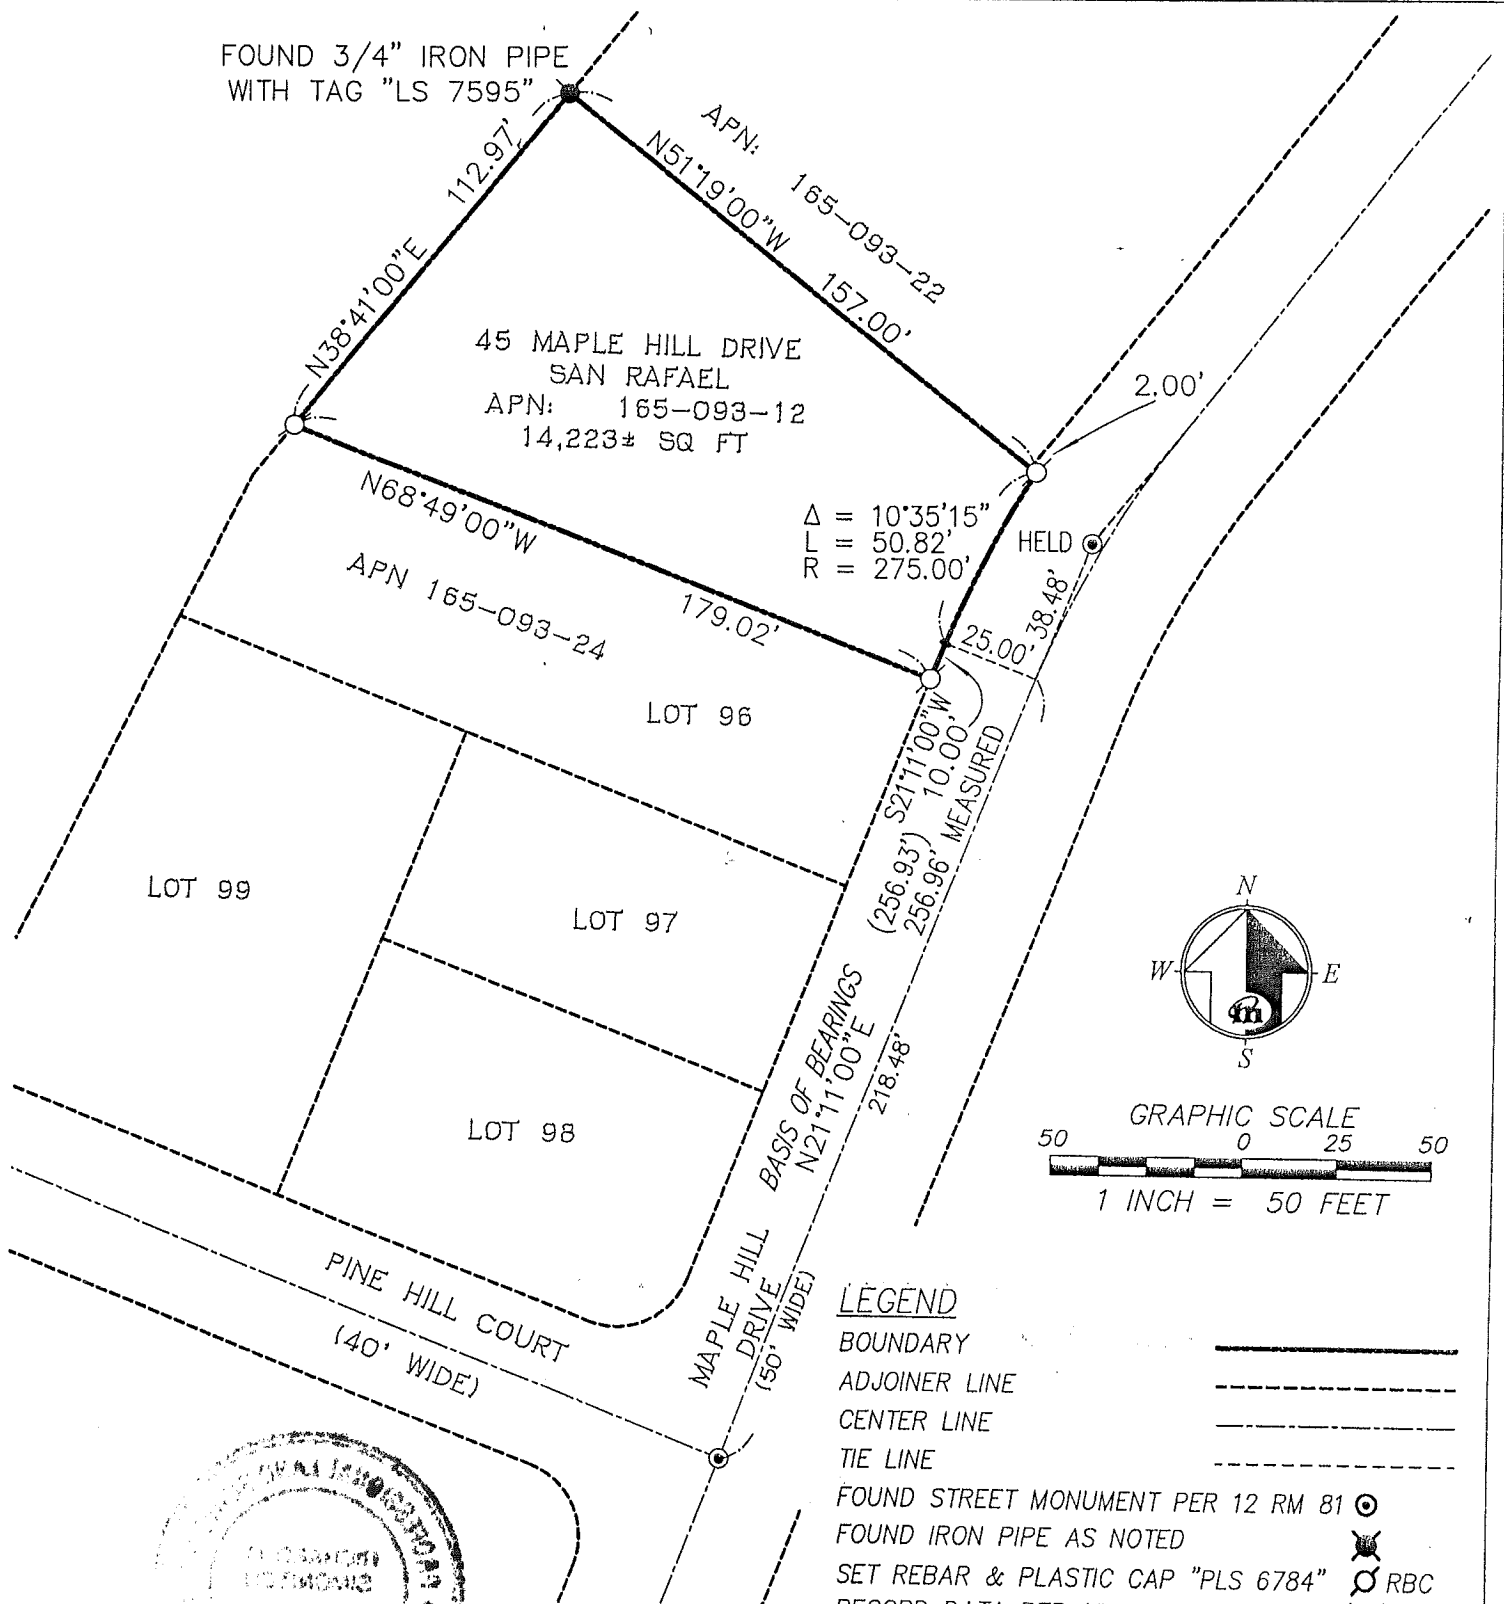 FOUND 3/4" IRON PIPE
WITH TAG "LS 7595"
112.97'
N38°41'00"E
APN: 165-093-22
N51°19'00"W 157.00'
45 MAPLE HILL DRIVE
SAN RAFAEL
APN: 165-093-12
14,223± SQ FT
2.00'
Δ = 10°35'15"
L = 50.82'
R = 275.00'
HELD
38.48'
25.00'
N68°49'00"W 179.02'
APN 165-093-24
LOT 96
S21°11'00"W
10.00'
(256.93')
256.96' MEASURED
LOT 99
LOT 97
LOT 98
BASIS OF BEARINGS
N21°11'00"E
218.48'
N
W
E
m
S
GRAPHIC SCALE
50 0 25 50
1 INCH = 50 FEET
PINE HILL COURT
(40' WIDE)
MAPLE HILL
DRIVE
(50' WIDE)
LEGEND
BOUNDARY
ADJOINER LINE
CENTER LINE
TIE LINE
FOUND STREET MONUMENT PER 12 RM 81
FOUND IRON PIPE AS NOTED
SET REBAR & PLASTIC CAP "PLS 6784" RBC